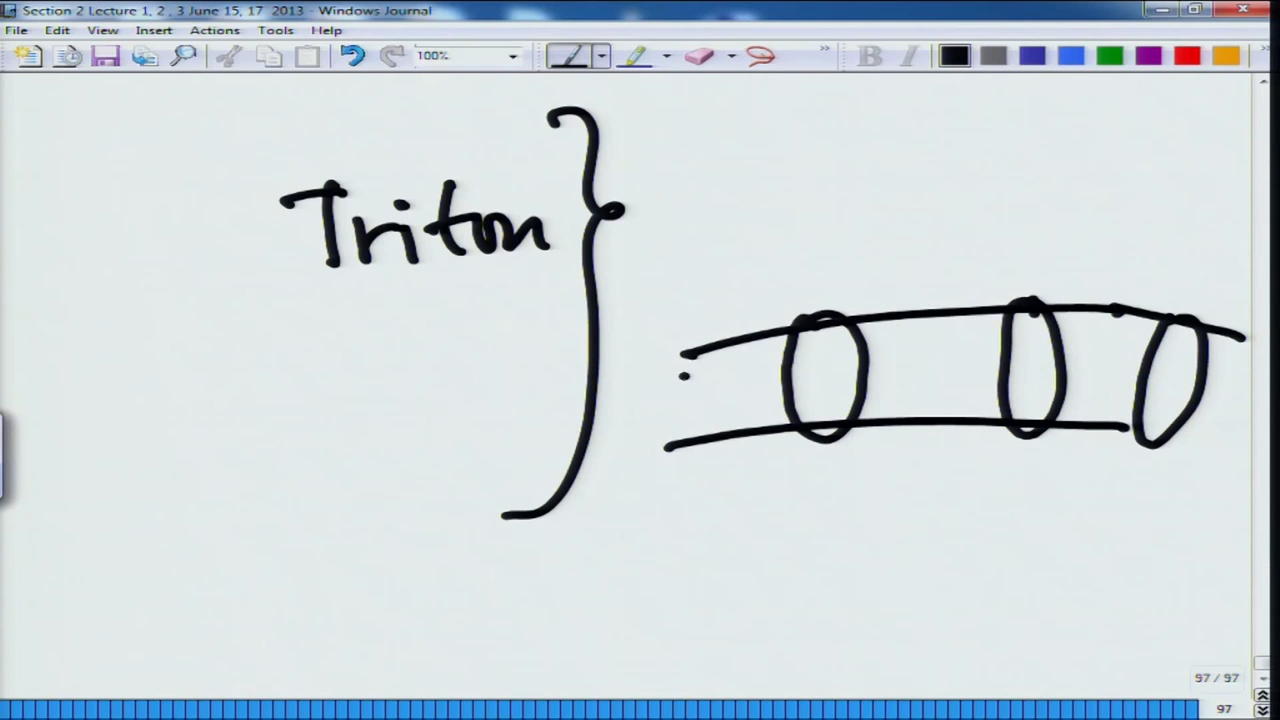 Section 2 Lecture 1, 2 , 3 June 15, 17 2013 - Windows Journal
File Edit View Insert Actions Tools Help
100%
B I
Triton
97 / 97
97